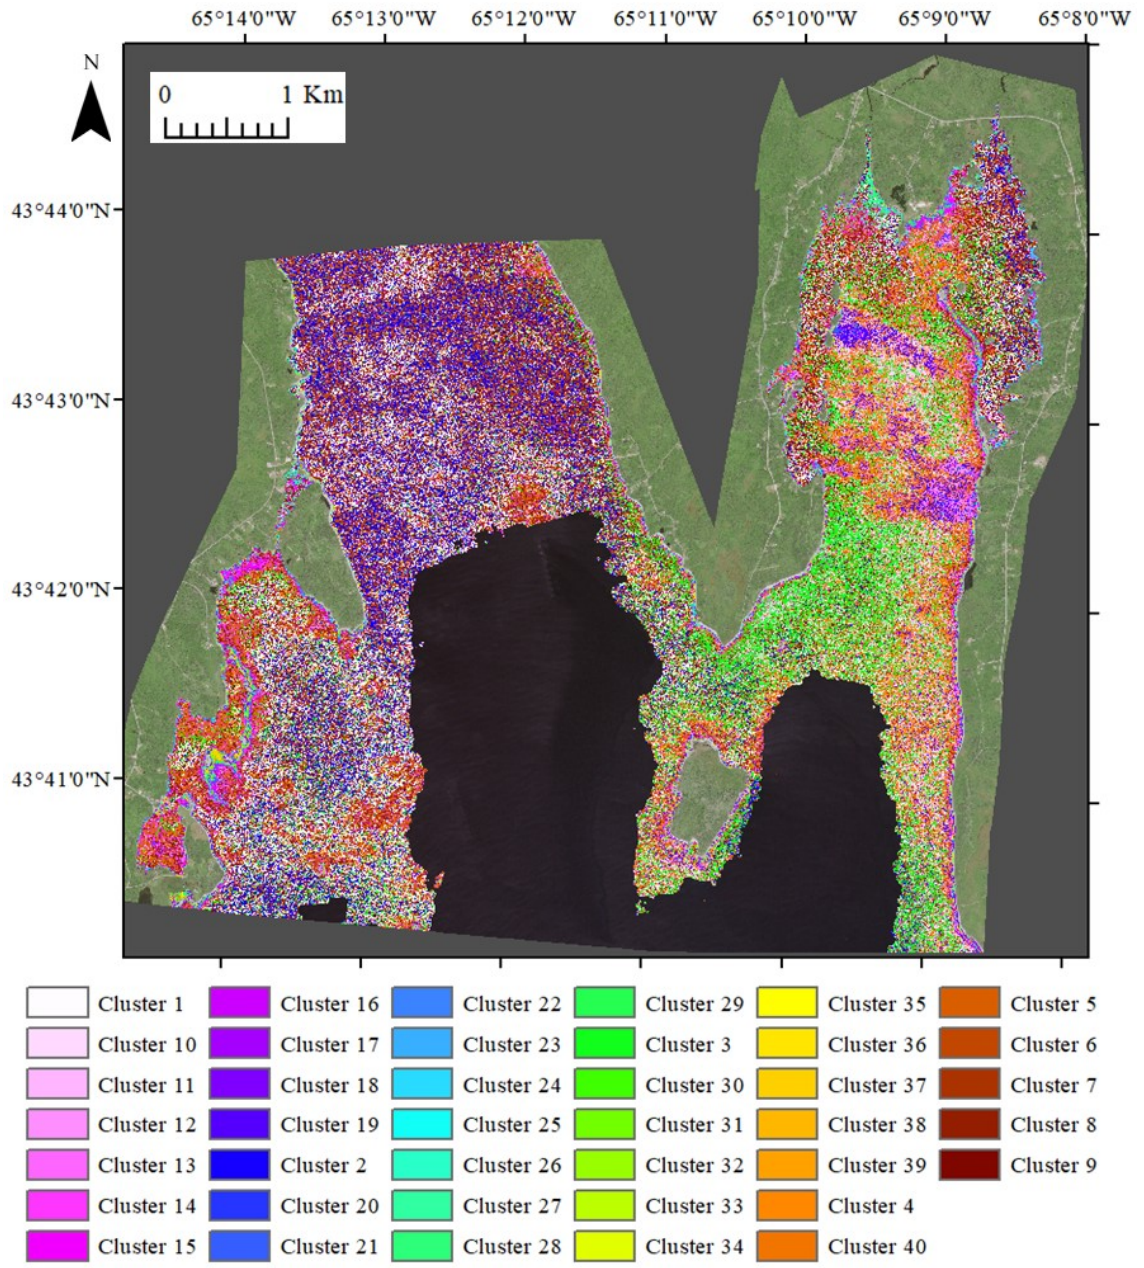 65°14'0"W 65°13'0"W 65°12'0"W 65°11'0"W 65°10'0"W 65°9'0"W 65°8'0"W
N
0 1 Km
43°44'0"N
43°43'0"N
43°42'0"N
43°41'0"N
Cluster 1 Cluster 16 Cluster 22 Cluster 29 Cluster 35 Cluster 5
Cluster 10 Cluster 17 Cluster 23 Cluster 3 Cluster 36 Cluster 6
Cluster 11 Cluster 18 Cluster 24 Cluster 30 Cluster 37 Cluster 7
Cluster 12 Cluster 19 Cluster 25 Cluster 31 Cluster 38 Cluster 8
Cluster 13 Cluster 2 Cluster 26 Cluster 32 Cluster 39 Cluster 9
Cluster 14 Cluster 20 Cluster 27 Cluster 33 Cluster 4
Cluster 15 Cluster 21 Cluster 28 Cluster 34 Cluster 40